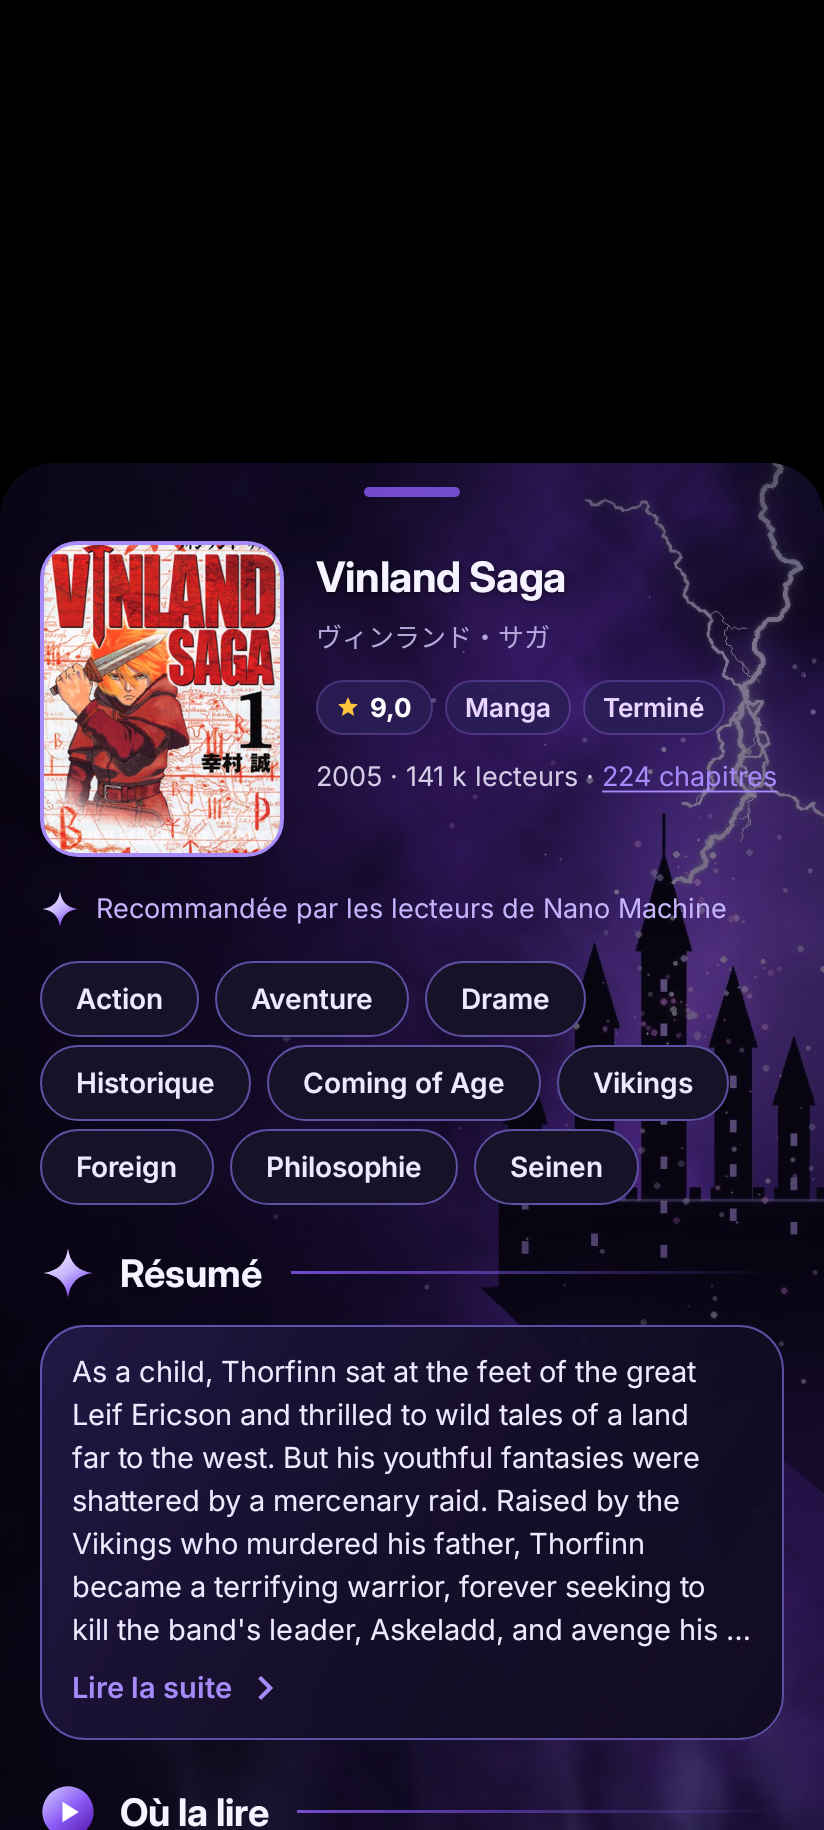 VINLAND
SAGA
1
幸村 誠
Vinland Saga
ヴィンランド・サガ
9,0 Manga Terminé
2005 · 141 k lecteurs · 224 chapitres
Recommandée par les lecteurs de Nano Machine
Action Aventure Drame
Historique Coming of Age Vikings
Foreign Philosophie Seinen
Résumé
As a child, Thorfinn sat at the feet of the great
Leif Ericson and thrilled to wild tales of a land
far to the west. But his youthful fantasies were
shattered by a mercenary raid. Raised by the
Vikings who murdered his father, Thorfinn
became a terrifying warrior, forever seeking to
kill the band's leader, Askeladd, and avenge his ...
Lire la suite
Où la lire